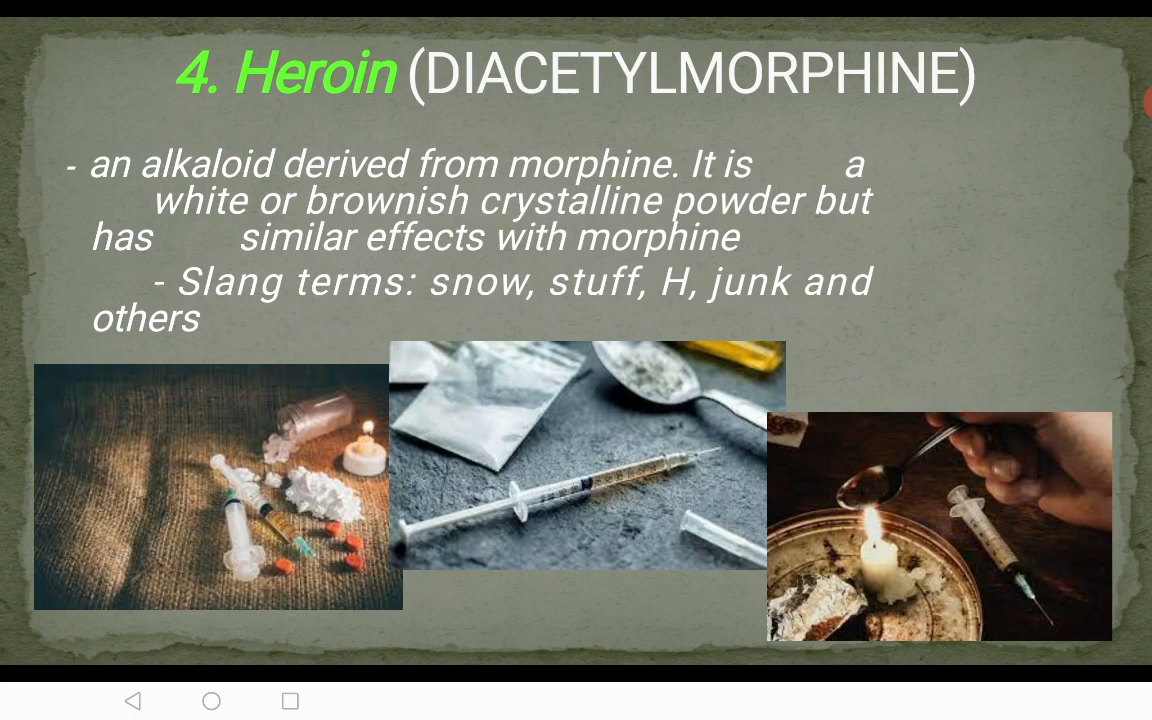 4. Heroin (DIACETYLMORPHINE)
- an alkaloid derived from morphine. It is a
white or brownish crystalline powder but
has similar effects with morphine
- Slang terms: snow, stuff, H, junk and
others